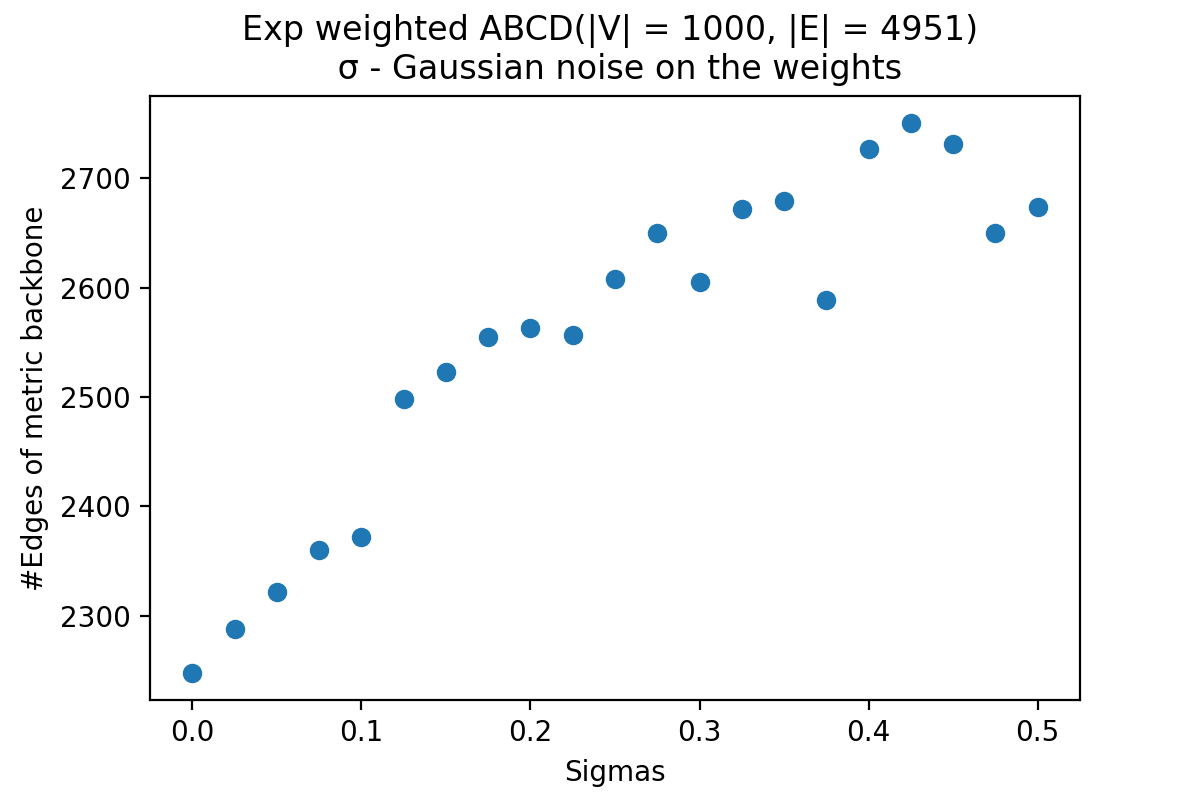 Exp weighted ABCD(|V| = 1000, |E| = 4951)
σ - Gaussian noise on the weights
#Edges of metric backbone
2700
2600
2500
2400
2300
0.0 0.1 0.2 0.3 0.4 0.5
Sigmas